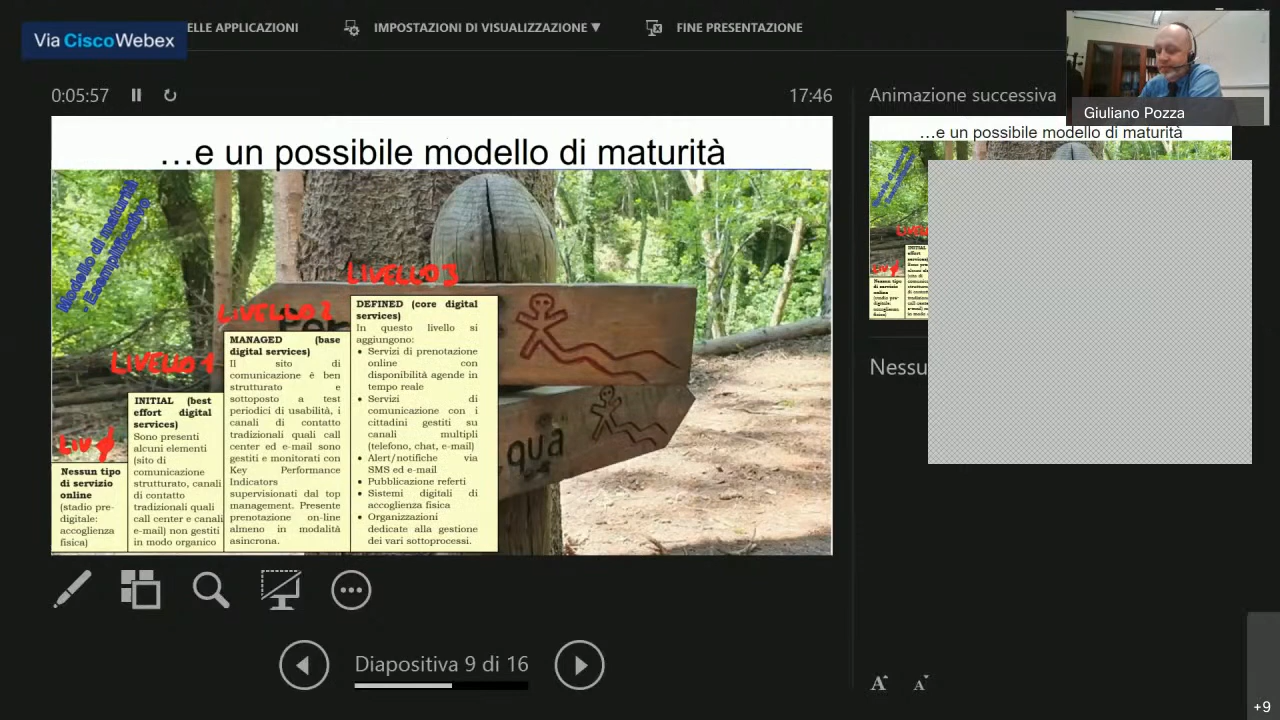 Via Cisco Webex
ELLE APPLICAZIONI
IMPOSTAZIONI DI VISUALIZZAZIONE ▼
FINE PRESENTAZIONE
0:05:57
17:46
Animazione successiva
Giuliano Pozza
…e un possibile modello di maturità
…e un possibile modello di maturità
Modello di maturità
Esemplificativo
LIVELLO 3
LIVELLO 2
LIVELLO 1
LIV
Nessun tipo
di servizio
online
(stadio pre-
digitale:
accoglienza
fisica)
INITIAL (best
effort digital
services)
Sono presenti
alcuni elementi
(sito di
comunicazione
strutturato, canali
di contatto
tradizionali quali
call center e canali
e-mail) non gestiti
in modo organico
MANAGED (base
digital services)
Il sito di
comunicazione è ben
strutturato e
sottoposto a test
periodici di usabilità, i
canali di contatto
tradizionali quali call
center ed e-mail sono
gestiti e monitorati con
Key Performance
Indicators
supervisionati dal top
management. Presente
prenotazione on-line
almeno in modalità
asincrona.
DEFINED (core digital
services)
In questo livello si
aggiungono:
• Servizi di prenotazione
online con
disponibilità agende in
tempo reale
• Servizi di
comunicazione con i
cittadini gestiti su
canali multipli
(telefono, chat, e-mail)
• Alert/notifiche via
SMS ed e-mail
• Pubblicazione referti
• Sistemi digitali di
accoglienza fisica
• Organizzazioni
dedicate alla gestione
dei vari sottoprocessi.
qua
Nessu
Diapositiva 9 di 16
A A
+9